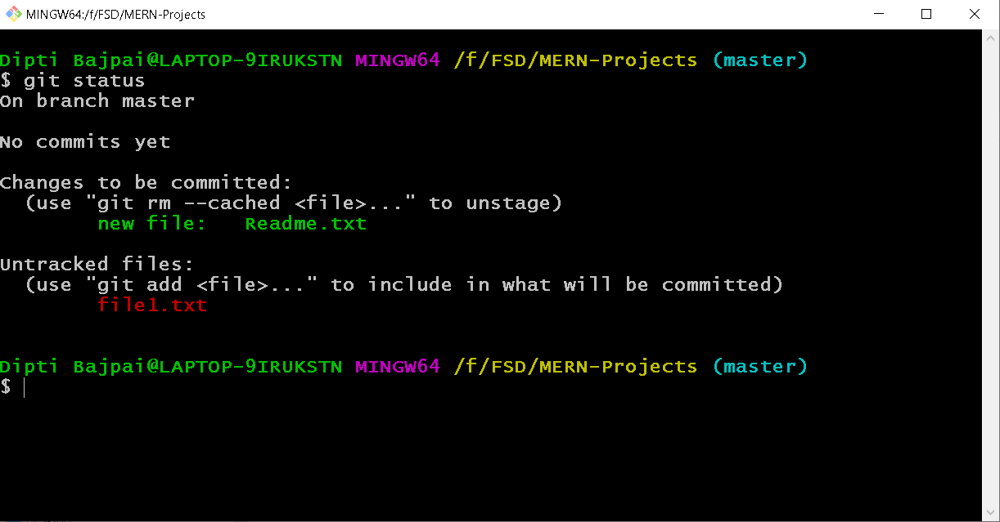 MINGW64:/f/FSD/MERN-Projects
Dipti Bajpai@LAPTOP-9IRUKSTN MINGW64 /f/FSD/MERN-Projects (master)
$ git status
On branch master
No commits yet
Changes to be committed:
  (use "git rm --cached <file>..." to unstage)
        new file:   Readme.txt
Untracked files:
  (use "git add <file>..." to include in what will be committed)
        file1.txt
Dipti Bajpai@LAPTOP-9IRUKSTN MINGW64 /f/FSD/MERN-Projects (master)
$